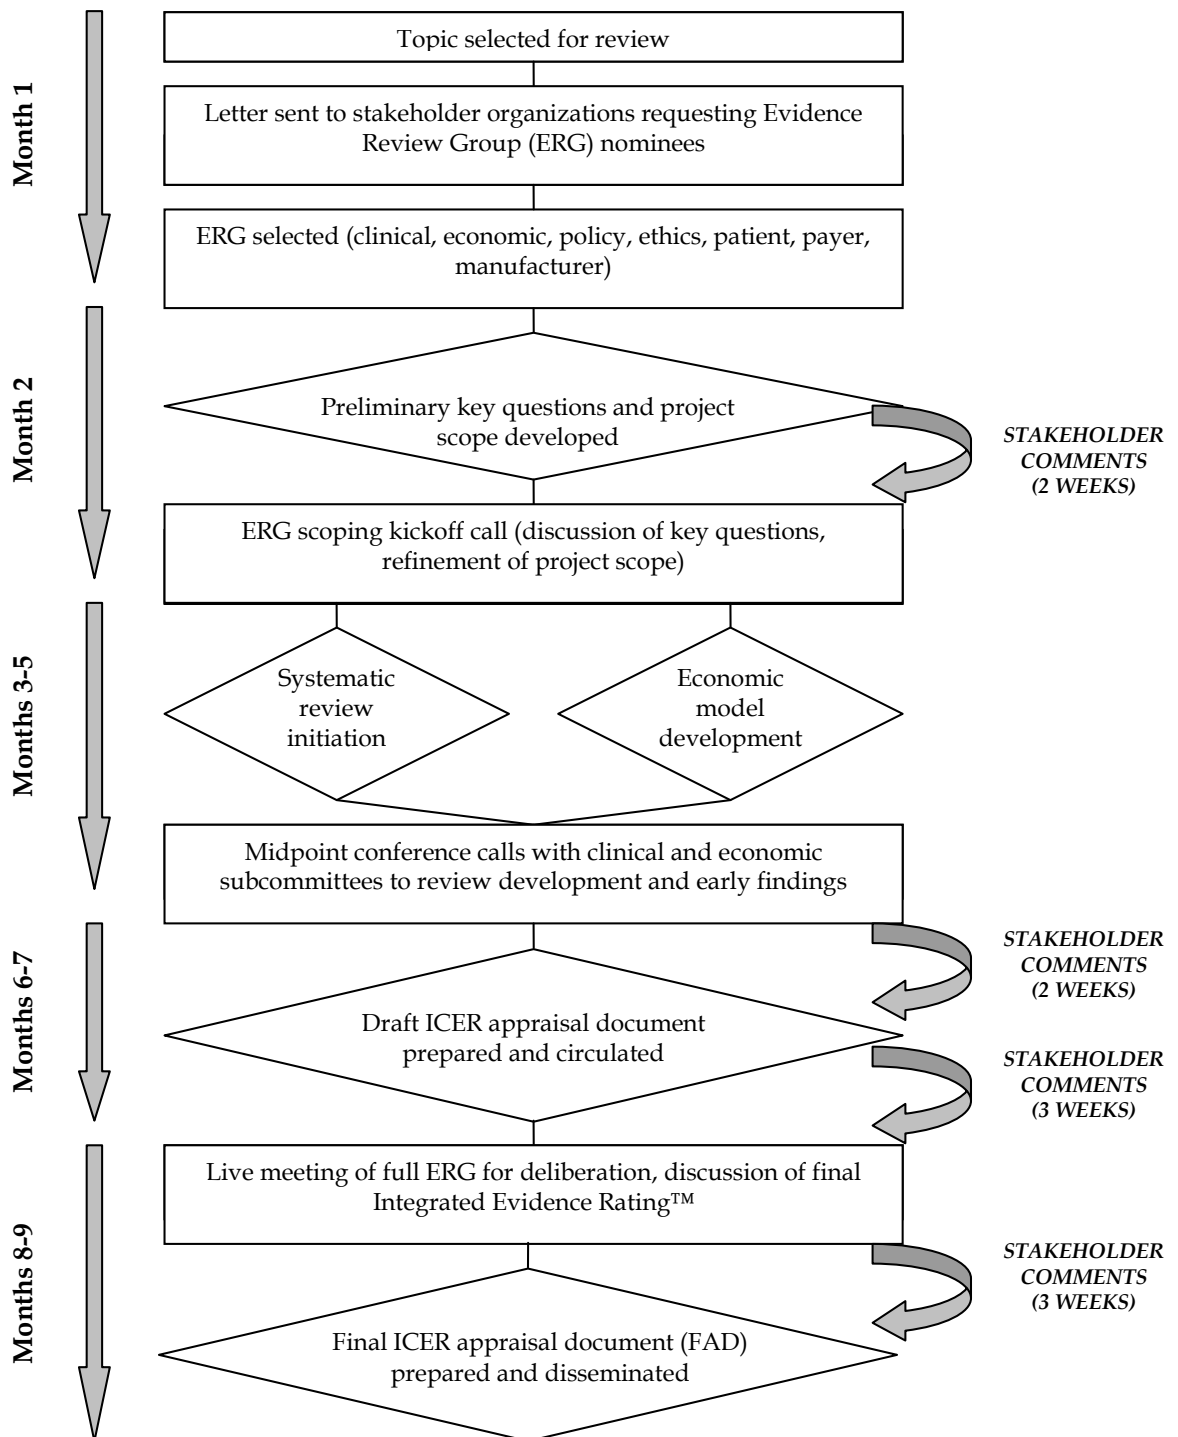 Month 1
Topic selected for review
Letter sent to stakeholder organizations requesting Evidence
Review Group (ERG) nominees
ERG selected (clinical, economic, policy, ethics, patient, payer,
manufacturer)
Month 2
Preliminary key questions and project
scope developed
STAKEHOLDER
COMMENTS
(2 WEEKS)
ERG scoping kickoff call (discussion of key questions,
refinement of project scope)
Months 3-5
Systematic
review
initiation
Economic
model
development
Midpoint conference calls with clinical and economic
subcommittees to review development and early findings
Months 6-7
STAKEHOLDER
COMMENTS
(2 WEEKS)
Draft ICER appraisal document
prepared and circulated
STAKEHOLDER
COMMENTS
(3 WEEKS)
Months 8-9
Live meeting of full ERG for deliberation, discussion of final
Integrated Evidence Rating™
STAKEHOLDER
COMMENTS
(3 WEEKS)
Final ICER appraisal document (FAD)
prepared and disseminated